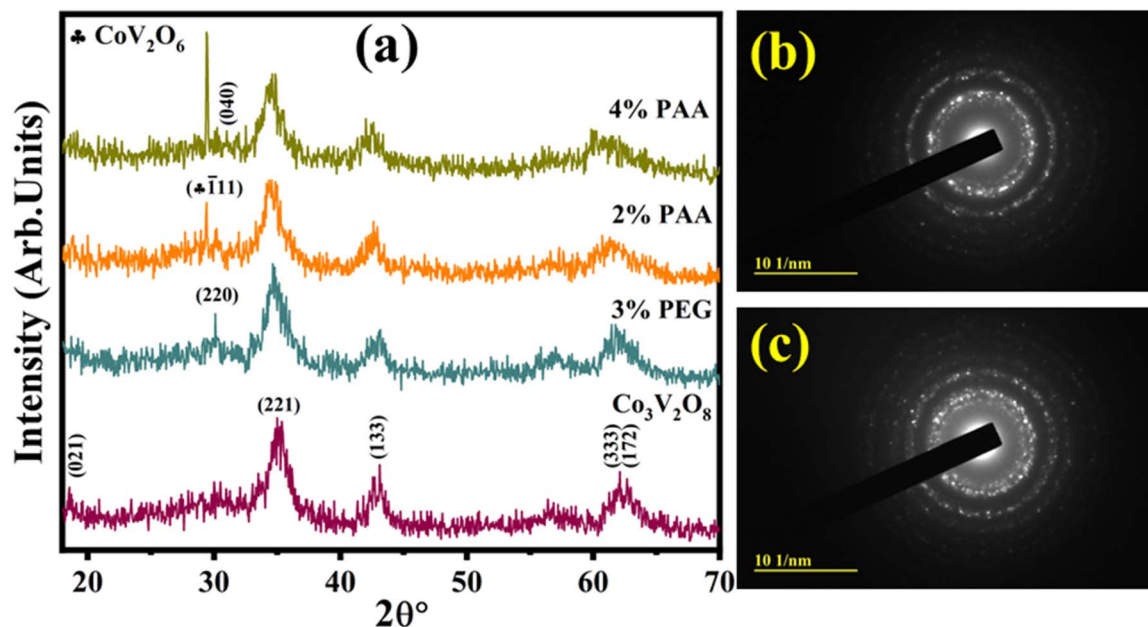 ♣ CoV₂O₆
(a)
(040)
4% PAA
(♣1̅11)
2% PAA
(220)
3% PEG
(021)
(221)
(133)
Co₃V₂O₈
(333)
(172)
Intensity (Arb.Units)
20 30 40 50 60 70
2θ°
(b)
10 1/nm
(c)
10 1/nm